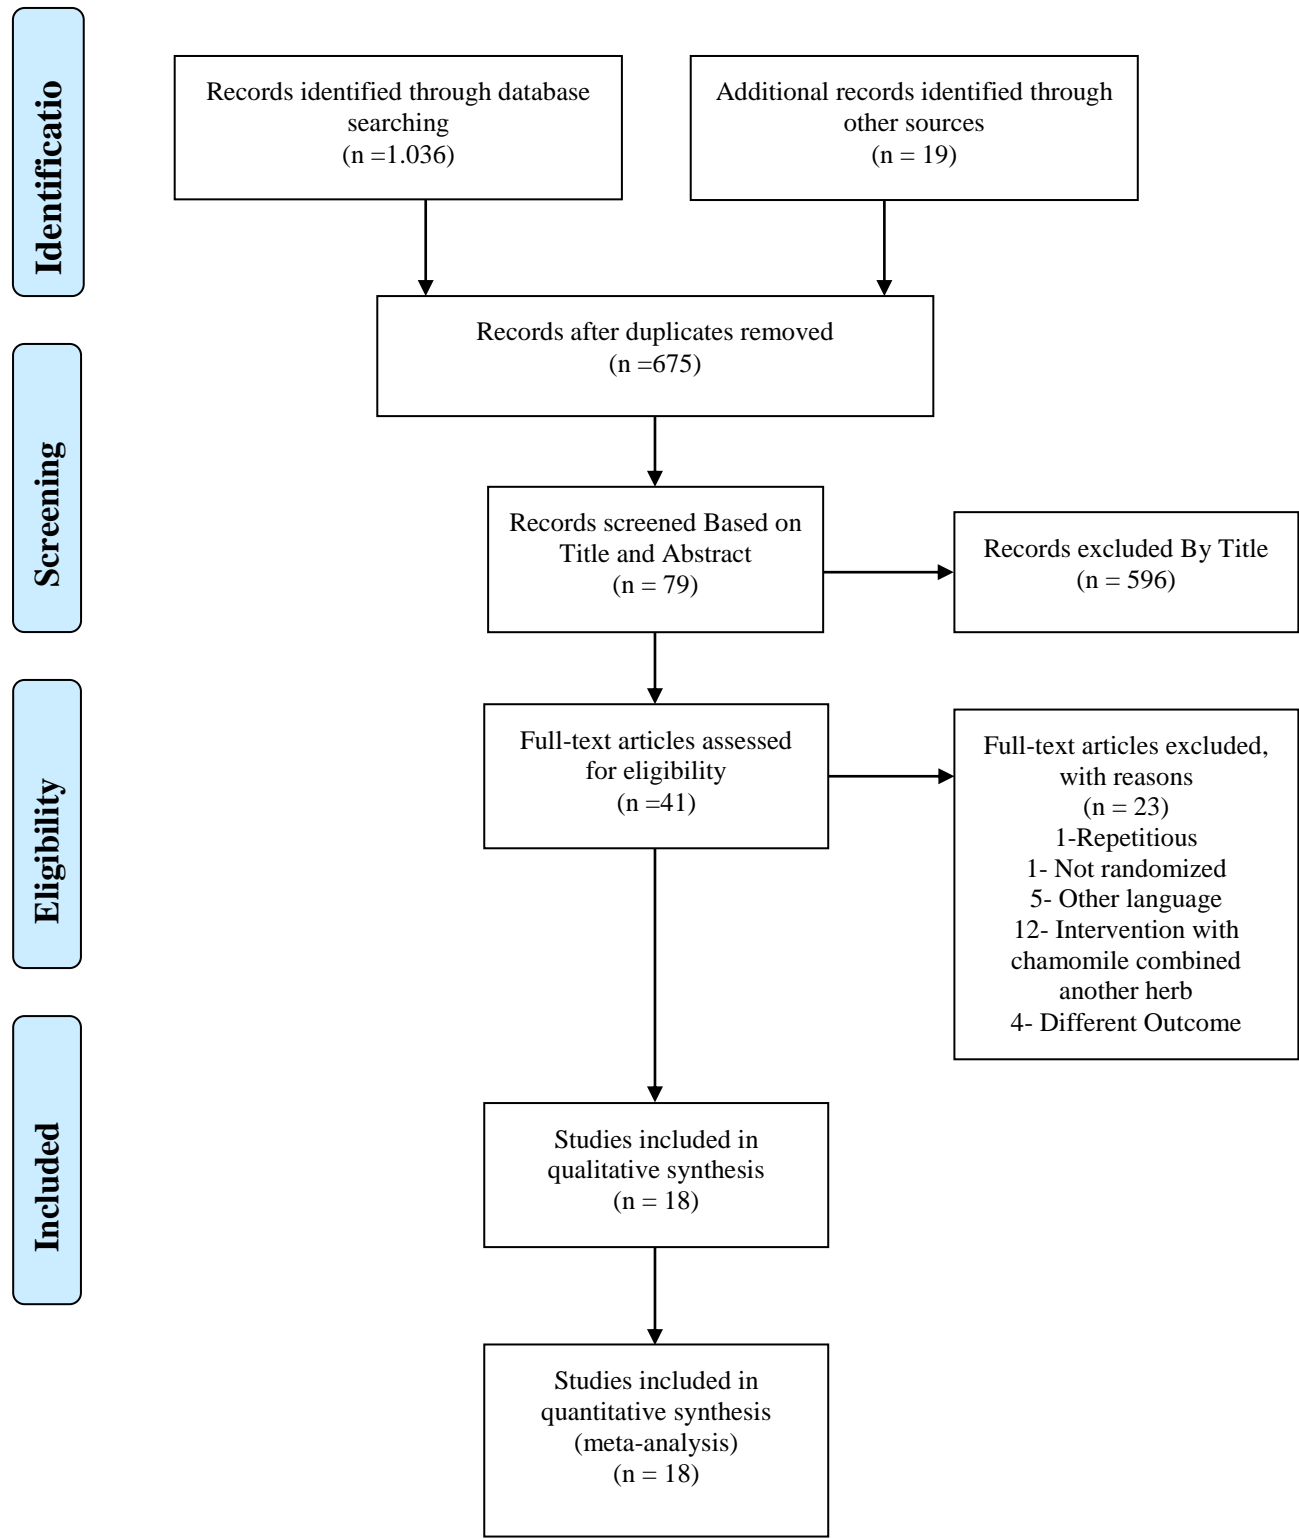 Identificatio
Records identified through database
searching
(n =1.036)
Additional records identified through
other sources
(n = 19)
Records after duplicates removed
(n =675)
Screening
Records screened Based on
Title and Abstract
(n = 79)
Records excluded By Title
(n = 596)
Eligibility
Full-text articles assessed
for eligibility
(n =41)
Full-text articles excluded,
with reasons
(n = 23)
1-Repetitious
1- Not randomized
5- Other language
12- Intervention with
chamomile combined
another herb
4- Different Outcome
Included
Studies included in
qualitative synthesis
(n = 18)
Studies included in
quantitative synthesis
(meta-analysis)
(n = 18)